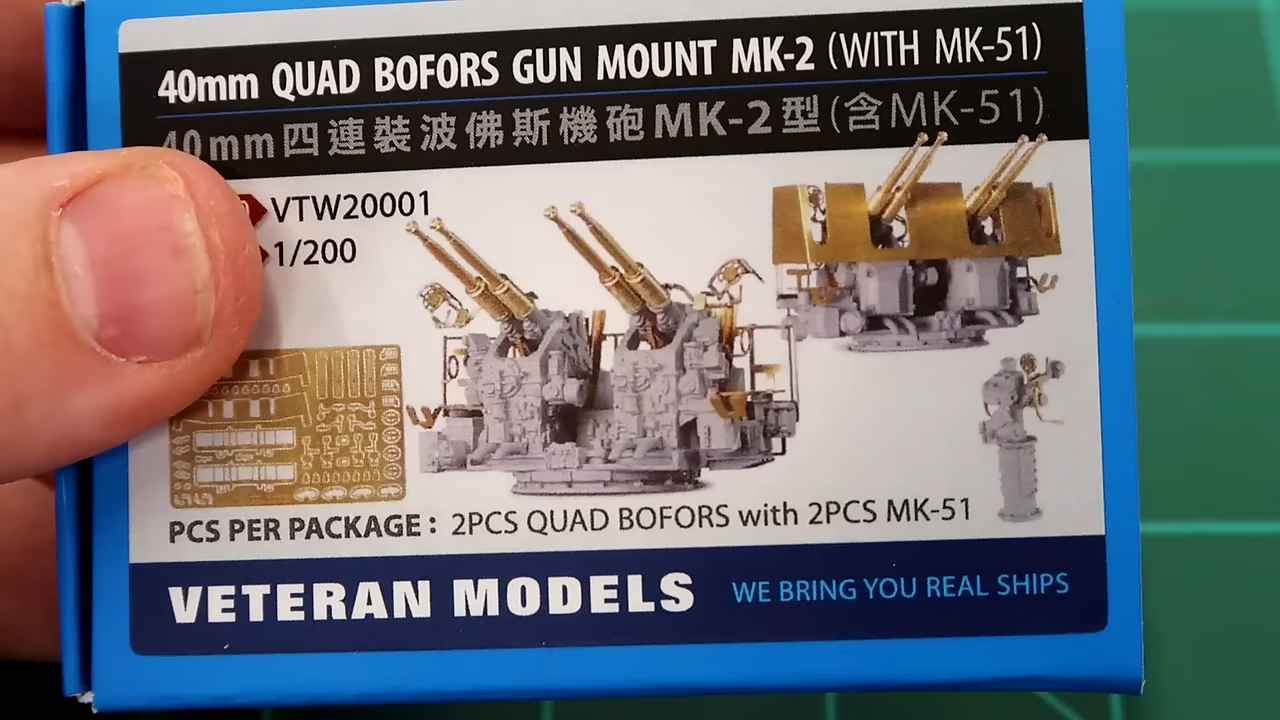 40mm QUAD BOFORS GUN MOUNT MK-2 (WITH MK-51)
40mm四連裝波佛斯機砲MK-2型(含MK-51)
VTW20001
1/200
PCS PER PACKAGE: 2PCS QUAD BOFORS with 2PCS MK-51
VETERAN MODELS WE BRING YOU REAL SHIPS